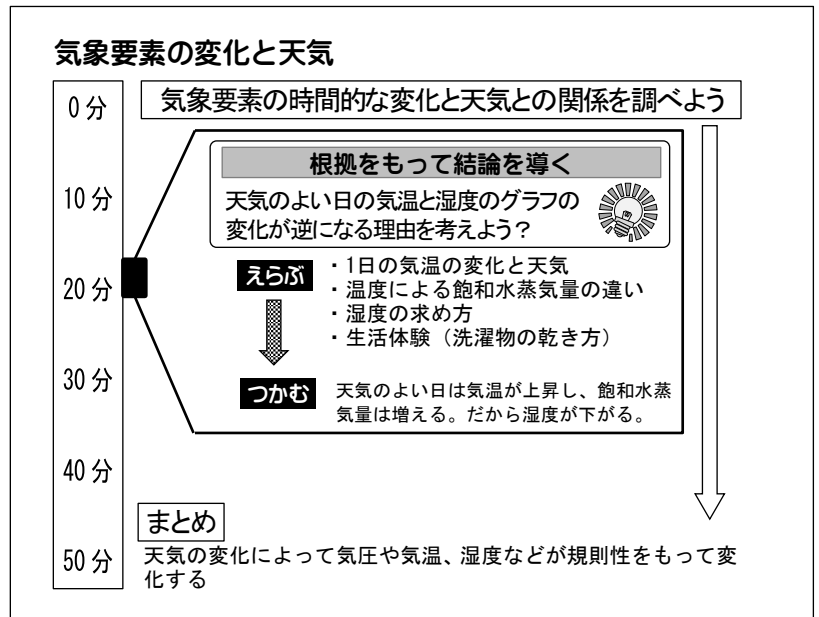 気象要素の変化と天気
0分
気象要素の時間的な変化と天気との関係を調べよう
根拠をもって結論を導く
10分
天気のよい日の気温と湿度のグラフの
変化が逆になる理由を考えよう？
えらぶ
・1日の気温の変化と天気
20分
・温度による飽和水蒸気量の違い
・湿度の求め方
・生活体験（洗濯物の乾き方）
30分
つかむ
天気のよい日は気温が上昇し、飽和水蒸
気量は増える。だから湿度が下がる。
40分
まとめ
50分
天気の変化によって気圧や気温、湿度などが規則性をもって変
化する